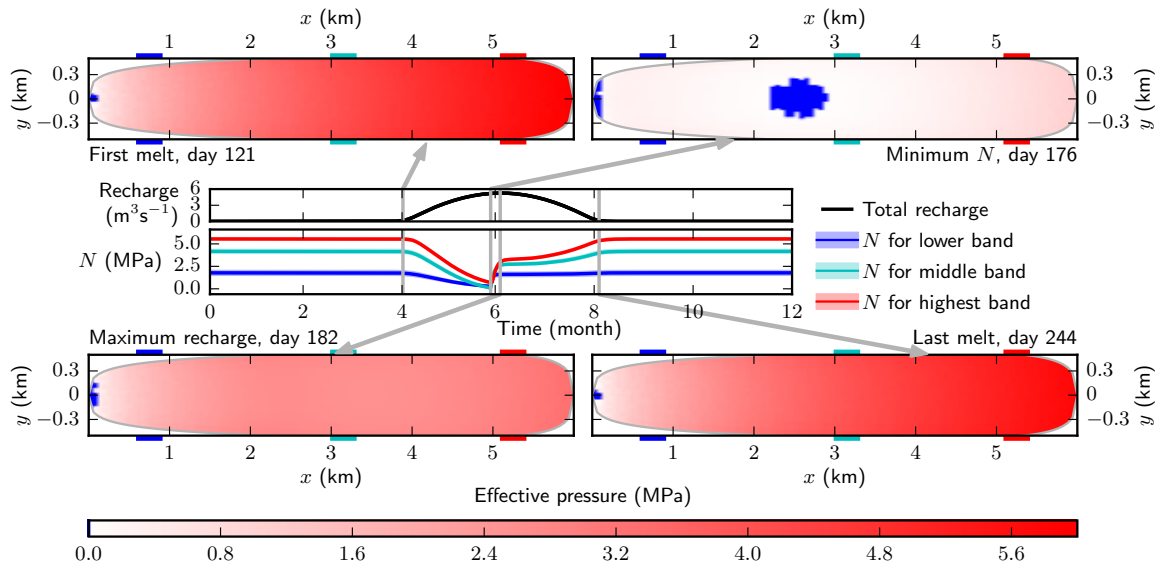 x (km)
x (km)
1 2 3 4 5
1 2 3 4 5
y (km)
0.3
0
−0.3
0.3
0
−0.3
y (km)
First melt, day 121
Minimum N, day 176
Recharge
(m³s⁻¹)
6
3
0
N (MPa)
5.0
2.5
0.0
0 2 4 6 8 10 12
Time (month)
Total recharge
N for lower band
N for middle band
N for highest band
Maximum recharge, day 182
Last melt, day 244
y (km)
0.3
0
−0.3
0.3
0
−0.3
y (km)
1 2 3 4 5
1 2 3 4 5
x (km)
x (km)
Effective pressure (MPa)
0.0 0.8 1.6 2.4 3.2 4.0 4.8 5.6